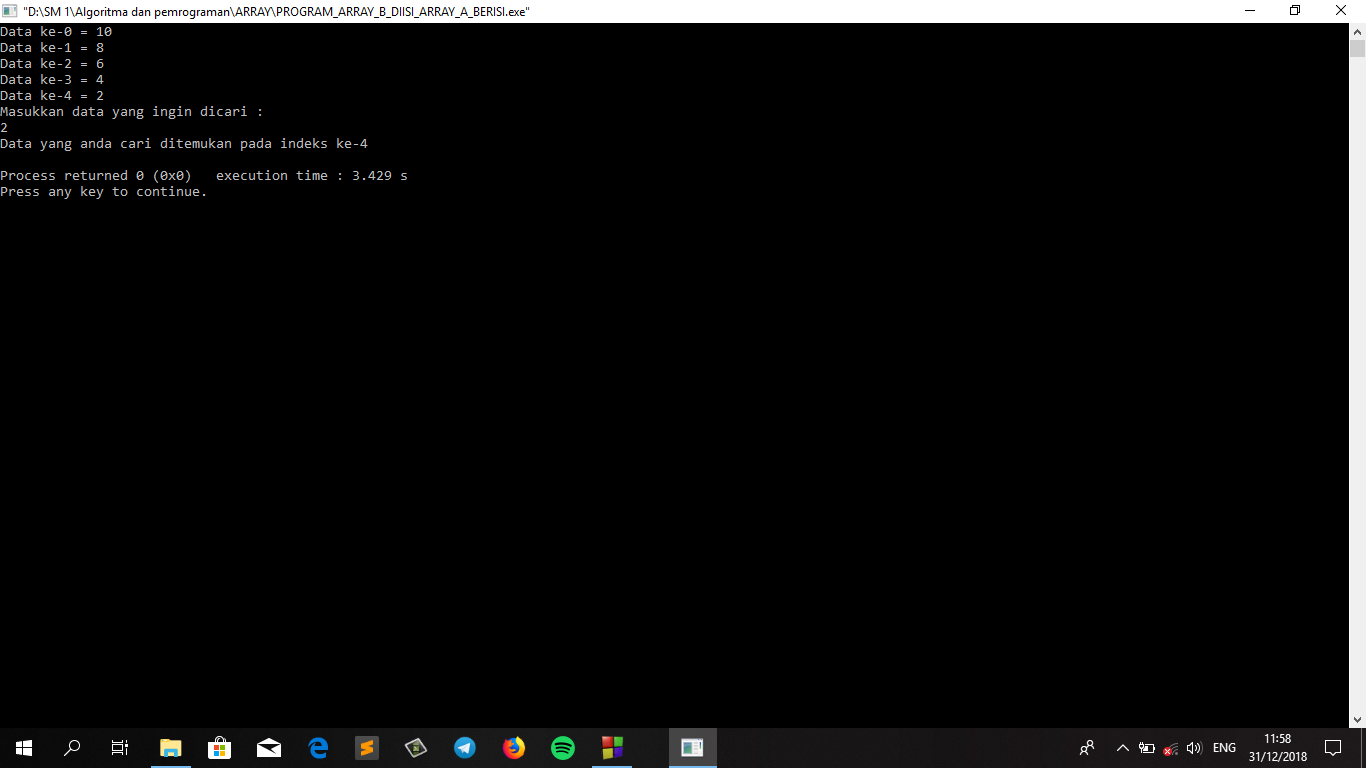 "D:\SM 1\Algoritma dan pemrograman\ARRAY\PROGRAM_ARRAY_B_DIISI_ARRAY_A_BERISI.exe"
Data ke-0 = 10
Data ke-1 = 8
Data ke-2 = 6
Data ke-3 = 4
Data ke-4 = 2
Masukkan data yang ingin dicari :
2
Data yang anda cari ditemukan pada indeks ke-4
Process returned 0 (0x0)   execution time : 3.429 s
Press any key to continue.
ENG
11:58
31/12/2018